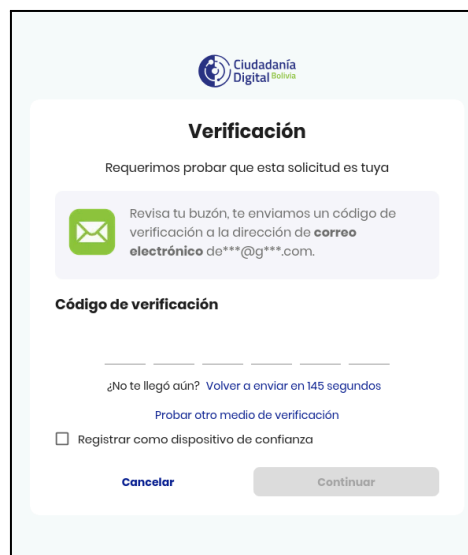 Ciudadanía
Digital Bolivia
Verificación
Requerimos probar que esta solicitud es tuya
Revisa tu buzón, te enviamos un código de
verificación a la dirección de correo
electrónico de***@g***.com.
Código de verificación
¿No te llegó aún? Volver a enviar en 145 segundos
Probar otro medio de verificación
Registrar como dispositivo de confianza
Cancelar Continuar